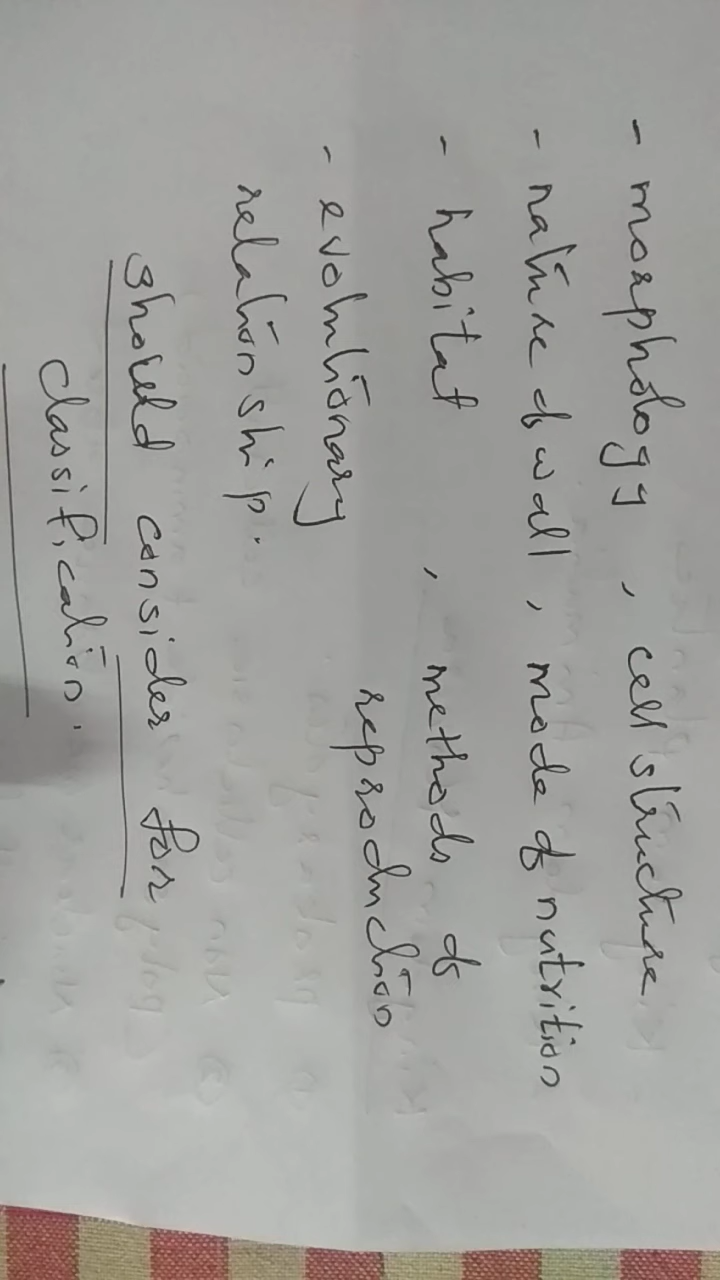 - morphology , cell structure
- nature of wall , mode of nutrition
- habitat , methods of
reproduction
- evolutionary
relationship.
should consider for
classification.